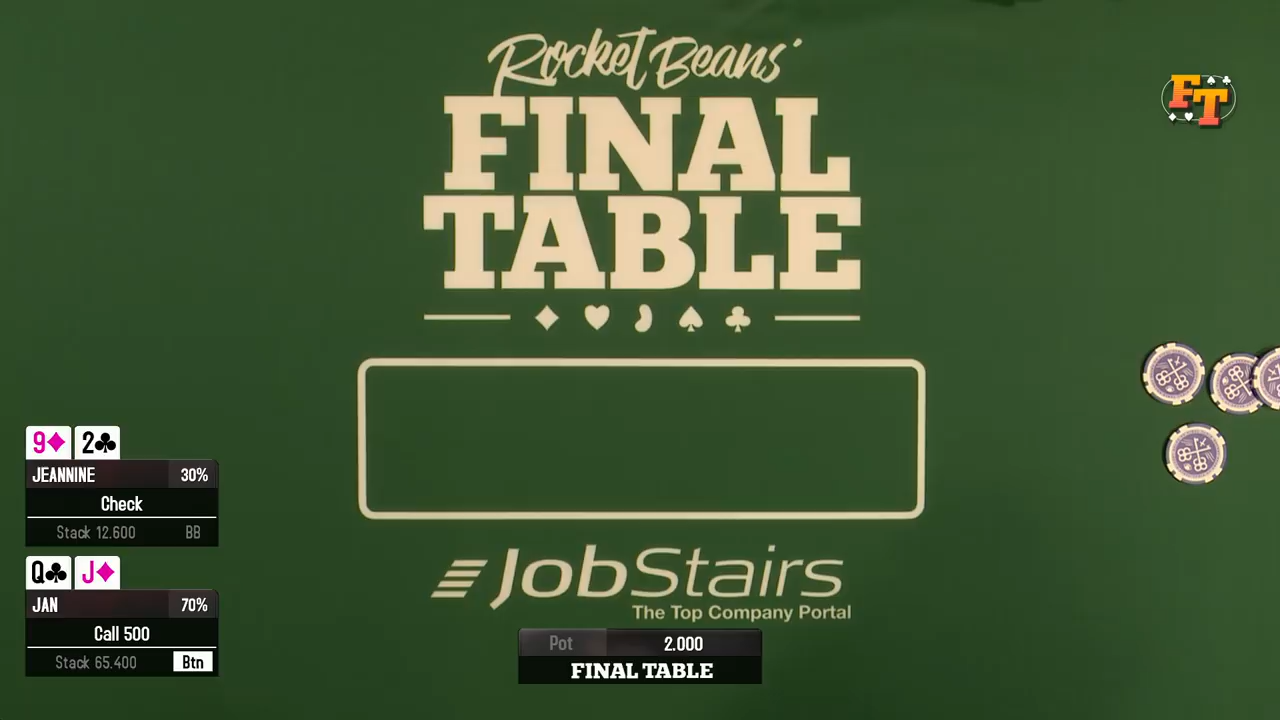 Rocket Beans'
FINAL
TABLE
FT
9 2
JEANNINE 30%
Check
Stack 12.600 BB
Q J
JAN 70%
Call 500
Stack 65.400 Btn
JobStairs
The Top Company Portal
Pot 2.000
FINAL TABLE